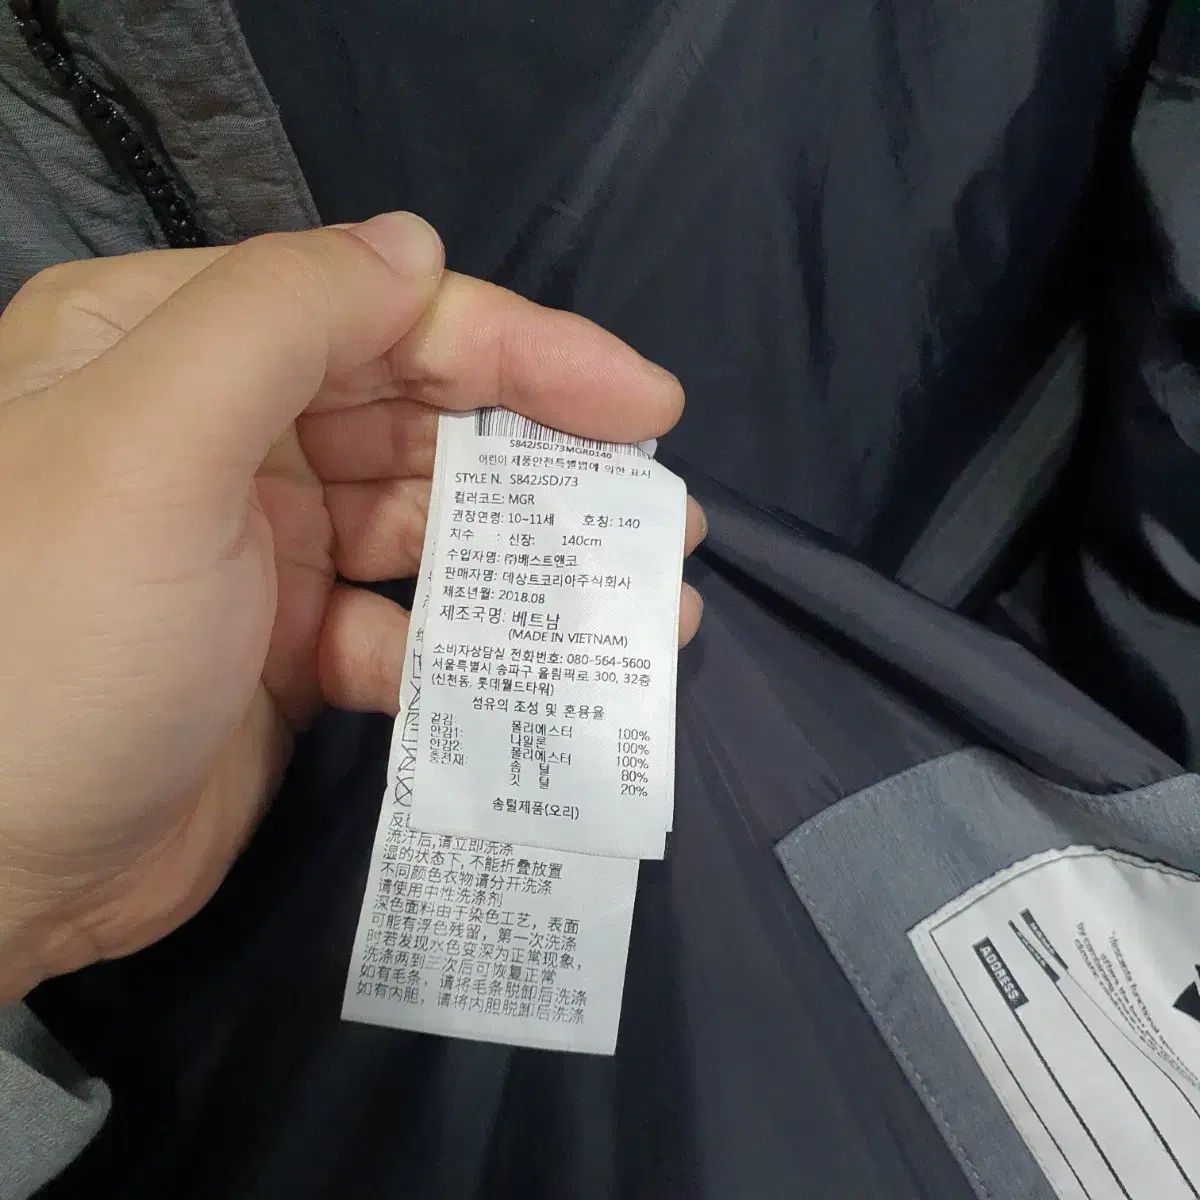 S842JSDJ73MGR0140
어린이 제품안전특별법에 의한 표시
STYLE N. S842JSDJ73
컬러코드: MGR
권장연령: 10~11세 호칭: 140
치수 : 신장: 140cm
수입자명: ㈜베스트앤코
판매자명: 데상트코리아주식회사
제조년월: 2018.08
제조국명: 베트남
(MADE IN VIETNAM)
소비자상담실 전화번호: 080-564-5600
서울특별시 송파구 올림픽로 300, 32층
(신천동, 롯데월드타워)
섬유의 조성 및 혼용율
겉감: 폴리에스터 100%
안감1: 나일론 100%
안감2: 폴리에스터 100%
충전재: 솜 털 80%
깃 털 20%
솜털제품(오리)
流汗后,请立即洗涤
湿的状态下,不能折叠放置
不同颜色衣物请分开洗涤
请使用中性洗涤剂
深色面料由于染色工艺，表面
可能有浮色残留，第一次洗涤
时若发现水色变深为正常现象，
洗涤两到三次后可恢复正常
如有毛条，请将毛条脱卸后洗涤
如有内胆，请将内胆脱卸后洗涤
ADDRESS
"descente functional
offers the
by combining